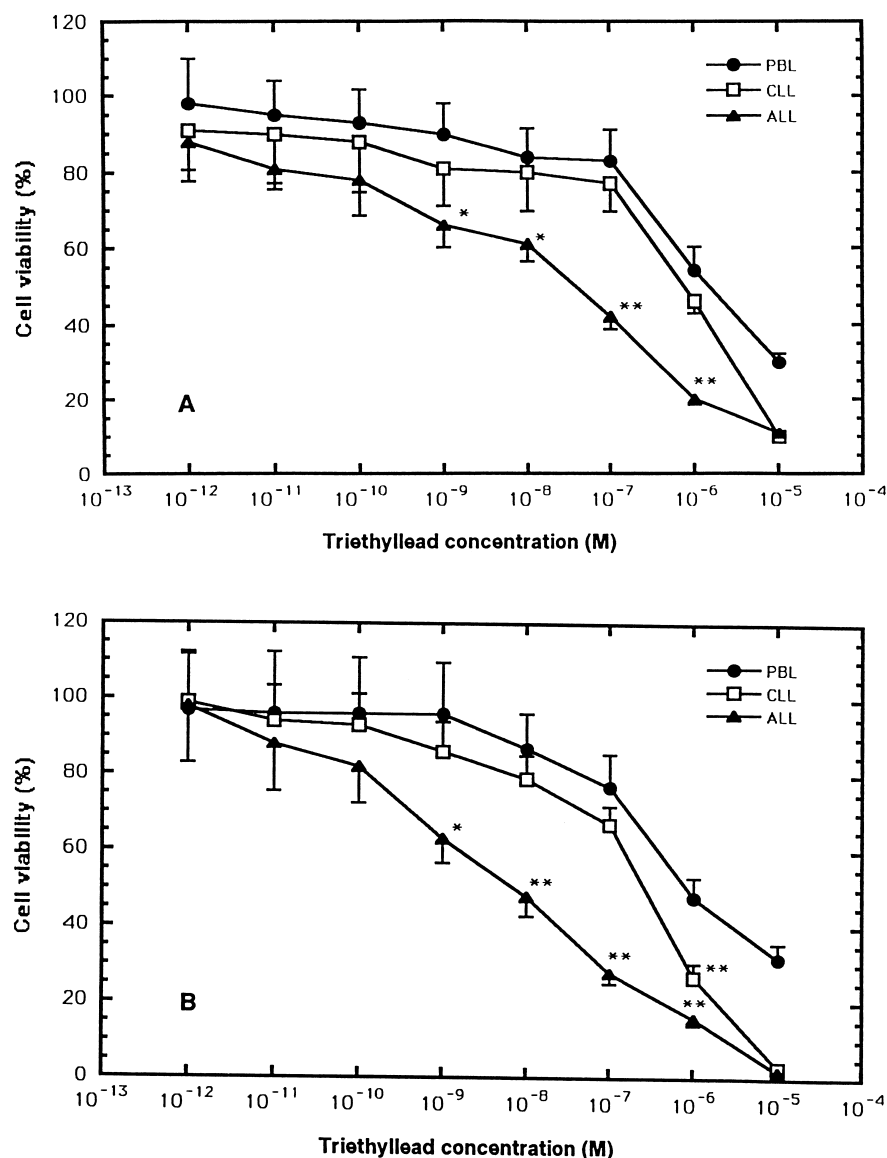 120
100
80
60
40
20
0
Cell viability (%)
PBL
CLL
ALL
*
*
**
**
A
10⁻¹³ 10⁻¹² 10⁻¹¹ 10⁻¹⁰ 10⁻⁹ 10⁻⁸ 10⁻⁷ 10⁻⁶ 10⁻⁵ 10⁻⁴
Triethyllead concentration (M)
120
100
80
60
40
20
0
Cell viability (%)
PBL
CLL
ALL
*
**
**
**
**
B
10⁻¹³ 10⁻¹² 10⁻¹¹ 10⁻¹⁰ 10⁻⁹ 10⁻⁸ 10⁻⁷ 10⁻⁶ 10⁻⁵ 10⁻⁴
Triethyllead concentration (M)